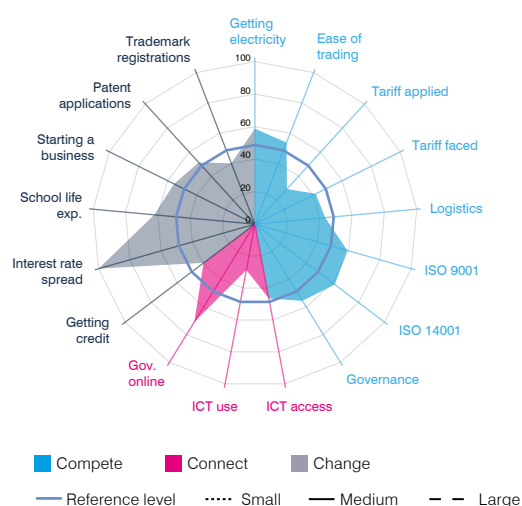 Getting
electricity
Ease of
trading
Tariff applied
Tariff faced
Logistics
ISO 9001
ISO 14001
Governance
ICT access
ICT use
Gov.
online
Getting
credit
Interest rate
spread
School life
exp.
Starting a
business
Patent
applications
Trademark
registrations
100
80
60
40
20
0
Compete
Connect
Change
Reference level
Small
Medium
Large